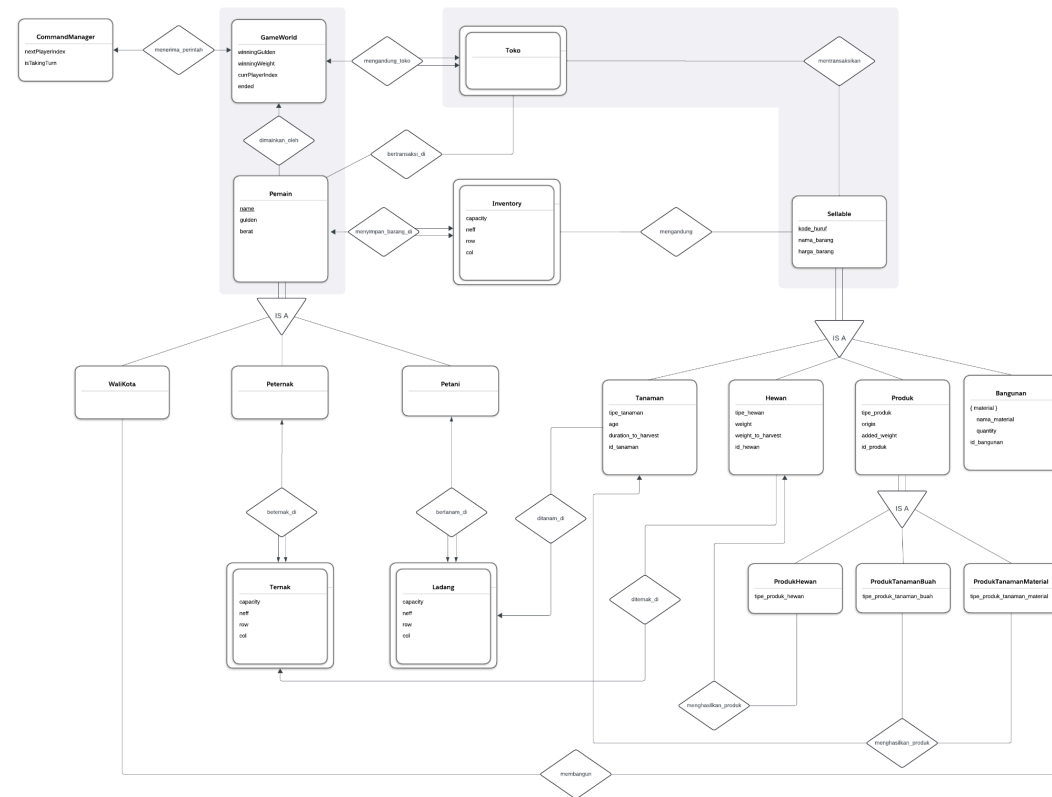 CommandManager
nextPlayerIndex
isTakingTurn
menerima_perintah
GameWorld
winningGulden
winningWeight
currPlayerIndex
ended
mengandung_toko
Toko
mentransaksikan
dimainkan_oleh
bertransaksi_di
Pemain
name
gulden
berat
menyimpan_barang_di
Inventory
capacity
neff
row
col
mengandung
Sellable
kode_huruf
nama_barang
harga_barang
IS A
IS A
WaliKota
Peternak
Petani
Tanaman
tipe_tanaman
age
duration_to_harvest
id_tanaman
Hewan
tipe_hewan
weight
weight_to_harvest
id_hewan
Produk
tipe_produk
origin
added_weight
id_produk
Bangunan
{ material }
nama_material
quantity
id_bangunan
beternak_di
bertanam_di
ditanam_di
IS A
Ternak
capacity
neff
row
col
Ladang
capacity
neff
row
col
diternak_di
ProdukHewan
tipe_produk_hewan
ProdukTanamanBuah
tipe_produk_tanaman_buah
ProdukTanamanMaterial
tipe_produk_tanaman_material
menghasilkan_produk
menghasilkan_produk
membangun